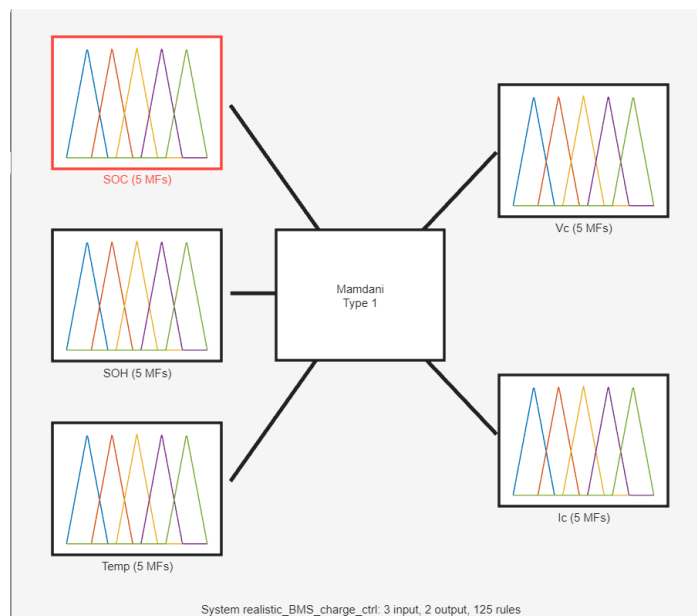 SOC (5 MFs)
Vc (5 MFs)
Mamdani
Type 1
SOH (5 MFs)
Ic (5 MFs)
Temp (5 MFs)
System realistic_BMS_charge_ctrl: 3 input, 2 output, 125 rules